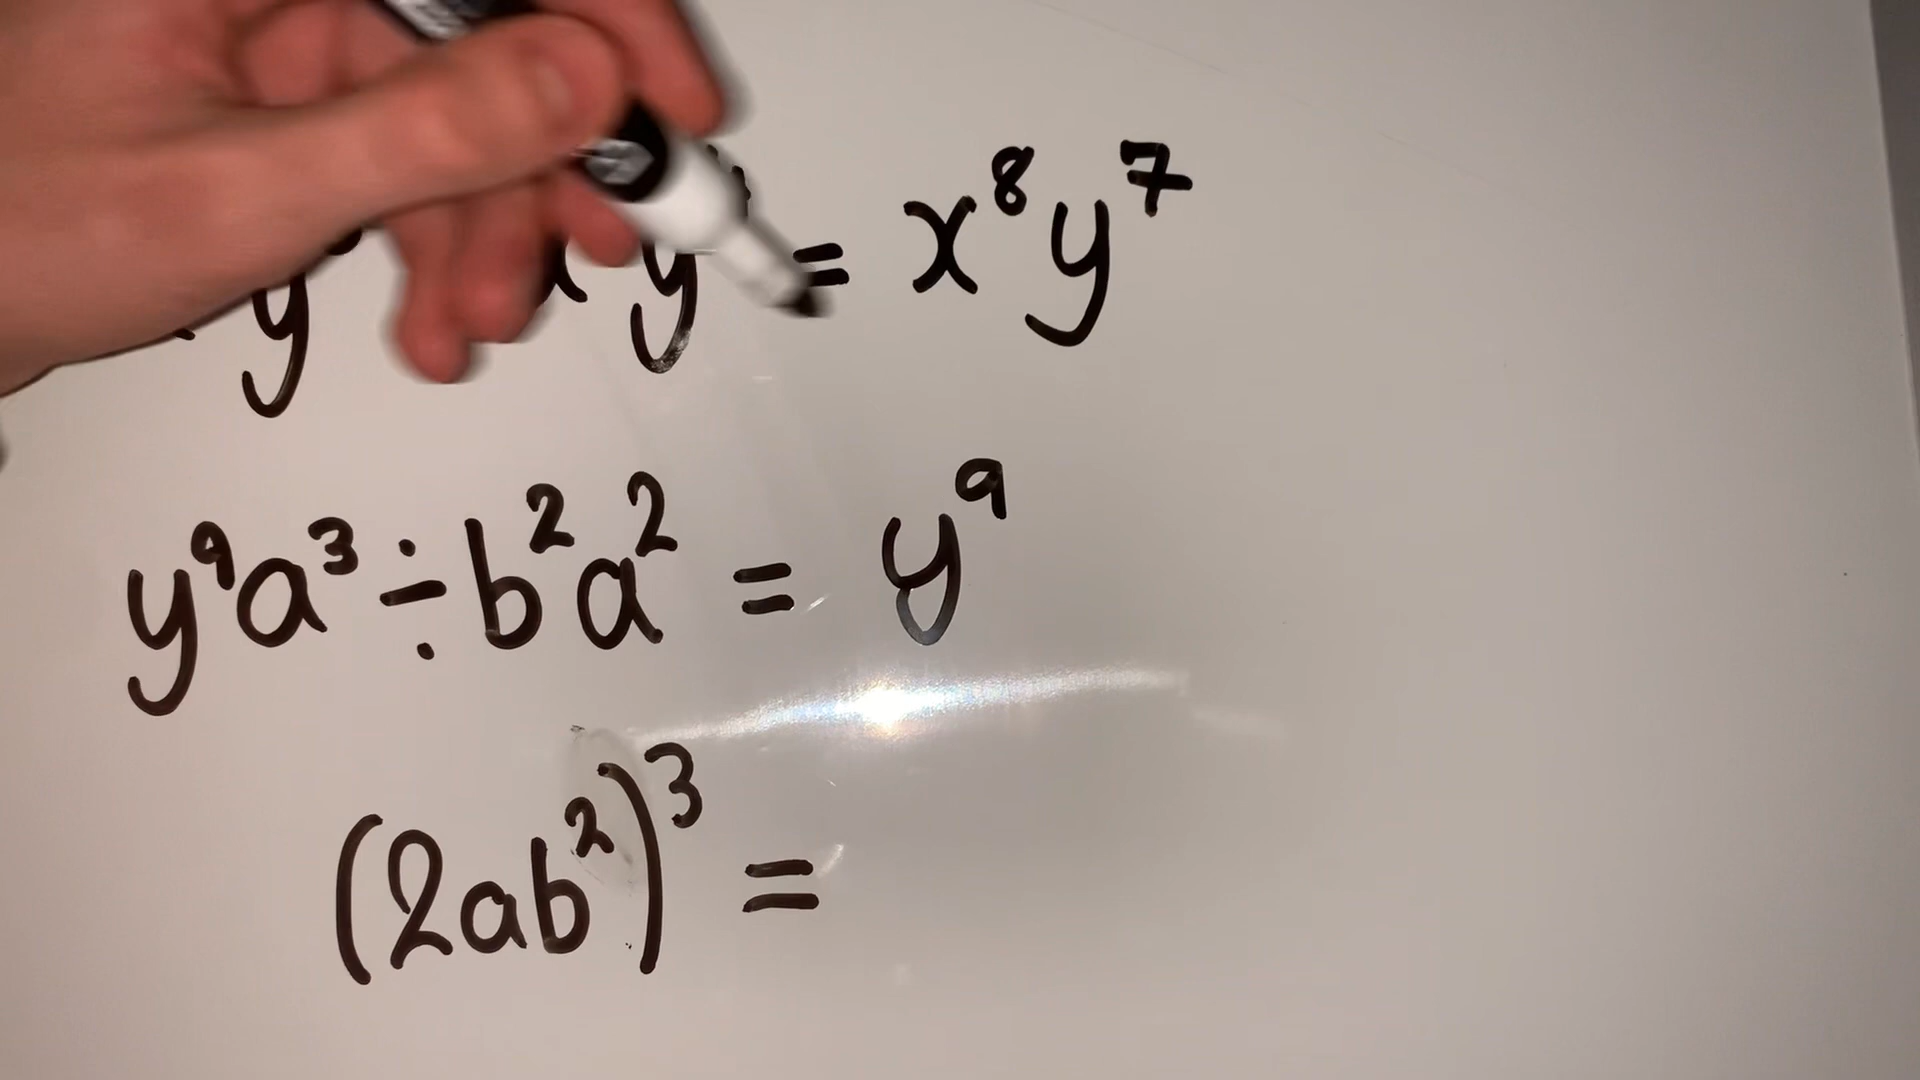 y y = x⁸y⁷
y⁹a³ ÷ b²a² = y⁹
(2ab²)³ =